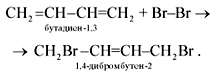 CH₂=CH–CH=CH₂ + Br–Br →
бутадиен-1,3
→ CH₂Br–CH=CH–CH₂Br .
1,4-дибромбутен-2